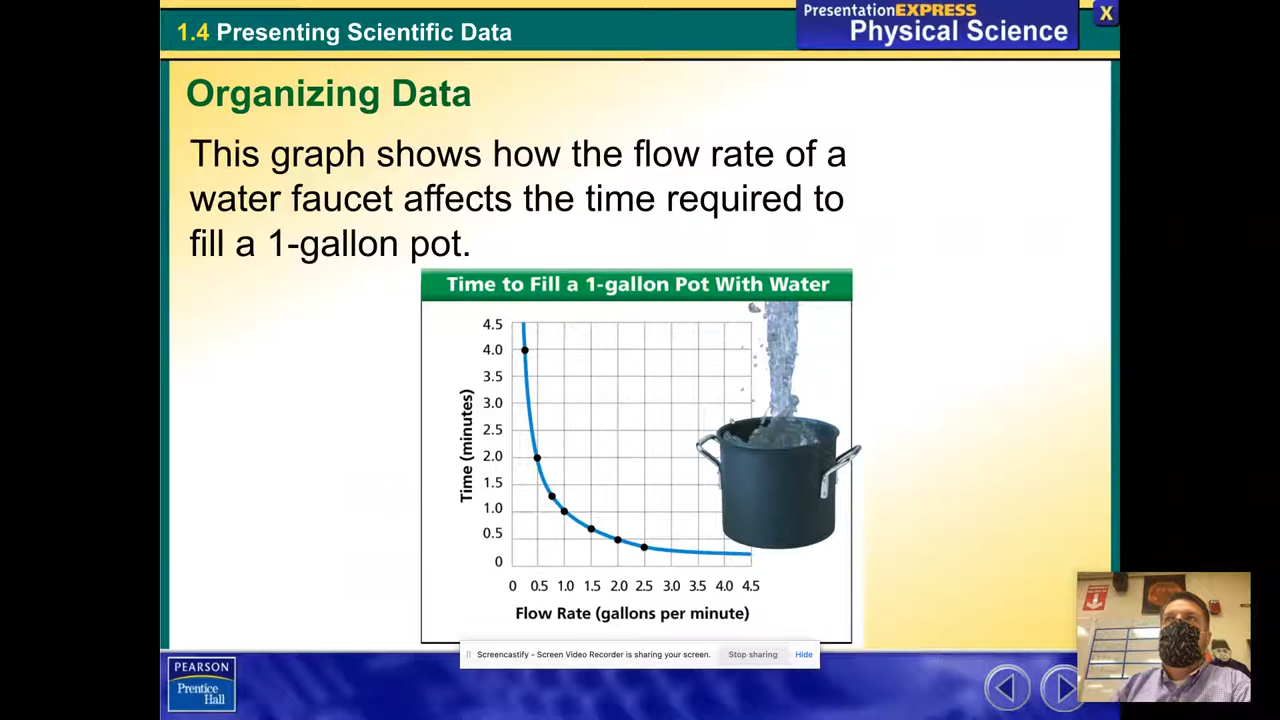 PresentationEXPRESS
Physical Science
X
1.4 Presenting Scientific Data
Organizing Data
This graph shows how the flow rate of a
water faucet affects the time required to
fill a 1-gallon pot.
Time to Fill a 1-gallon Pot With Water
4.5
4.0
3.5
3.0
2.5
2.0
1.5
1.0
0.5
0
Time (minutes)
0 0.5 1.0 1.5 2.0 2.5 3.0 3.5 4.0 4.5
Flow Rate (gallons per minute)
Screencastify - Screen Video Recorder is sharing your screen. Stop sharing Hide
PEARSON
Prentice
Hall